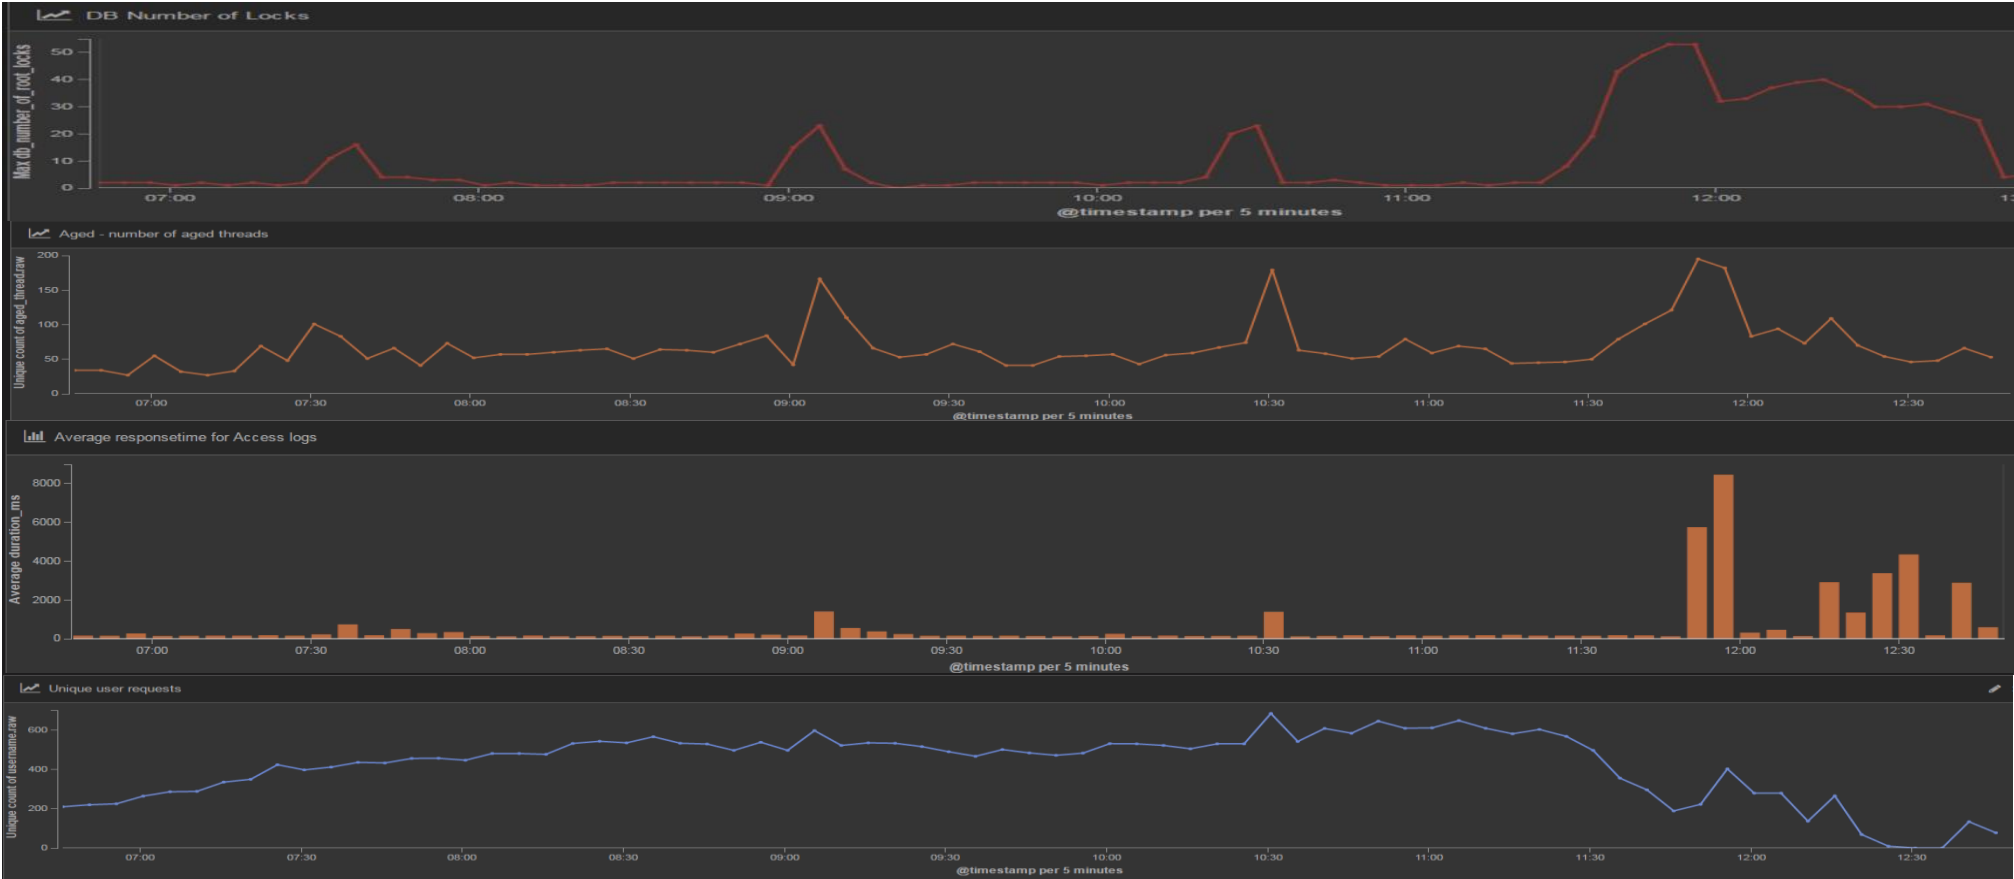 DB Number of Locks
Max db_number_of_root_locks
50
40
30
20
10
0
07:00 08:00 09:00 10:00 11:00 12:00
@timestamp per 5 minutes
Aged - number of aged threads
Unique count of aged_thread.raw
200
150
100
50
0
07:00 07:30 08:00 08:30 09:00 09:30 10:00 10:30 11:00 11:30 12:00 12:30
@timestamp per 5 minutes
Average responsetime for Access logs
Average duration_ms
8000
6000
4000
2000
0
07:00 07:30 08:00 08:30 09:00 09:30 10:00 10:30 11:00 11:30 12:00 12:30
@timestamp per 5 minutes
Unique user requests
Unique count of username.raw
600
400
200
0
07:00 07:30 08:00 08:30 09:00 09:30 10:00 10:30 11:00 11:30 12:00 12:30
@timestamp per 5 minutes